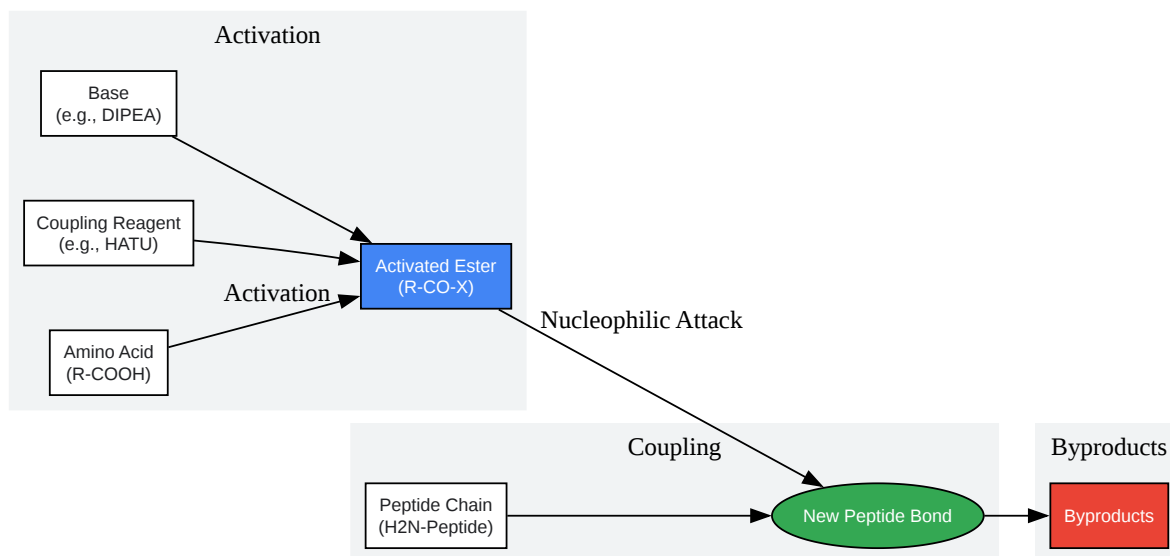 Activation
Base
(e.g., DIPEA)
Coupling Reagent
(e.g., HATU)
Activated Ester
(R-CO-X)
Activation
Amino Acid
(R-COOH)
Nucleophilic Attack
Coupling
Peptide Chain
(H2N-Peptide)
New Peptide Bond
Byproducts
Byproducts